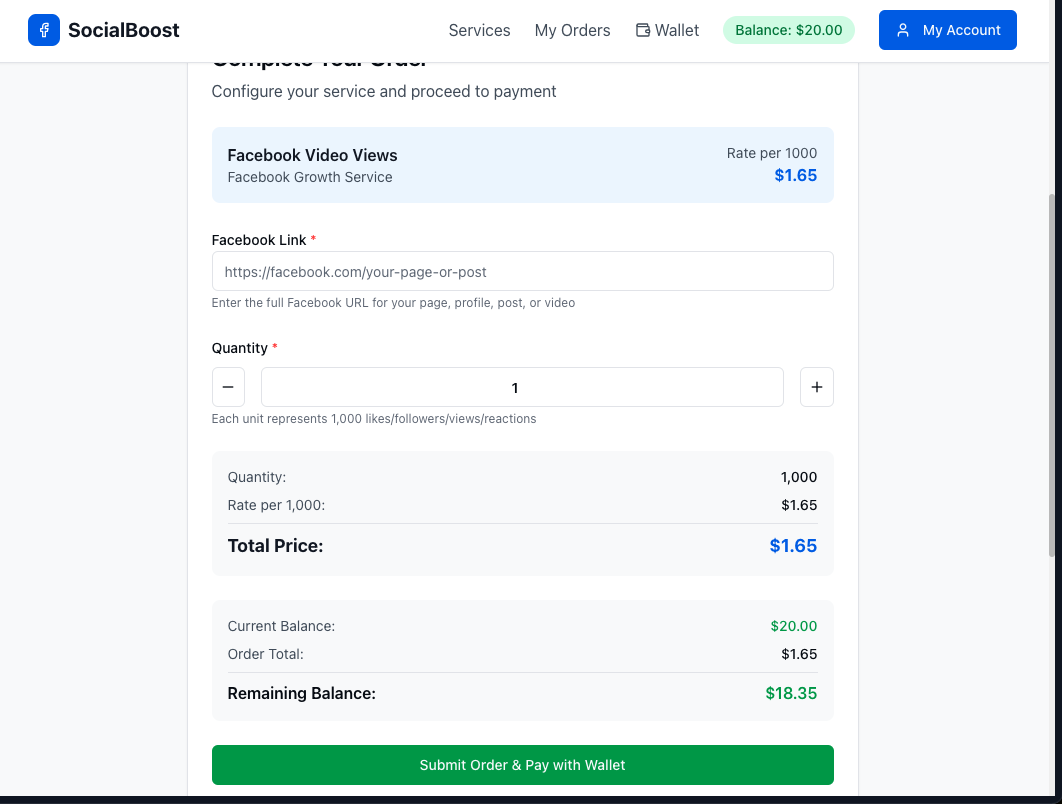 SocialBoost
Services
My Orders
Wallet
Balance: $20.00
My Account
Complete Your Order
Configure your service and proceed to payment
Facebook Video Views
Rate per 1000
Facebook Growth Service
$1.65
Facebook Link *
https://facebook.com/your-page-or-post
Enter the full Facebook URL for your page, profile, post, or video
Quantity *
− 1 +
Each unit represents 1,000 likes/followers/views/reactions
Quantity: 1,000
Rate per 1,000: $1.65
Total Price: $1.65
Current Balance: $20.00
Order Total: $1.65
Remaining Balance: $18.35
Submit Order & Pay with Wallet